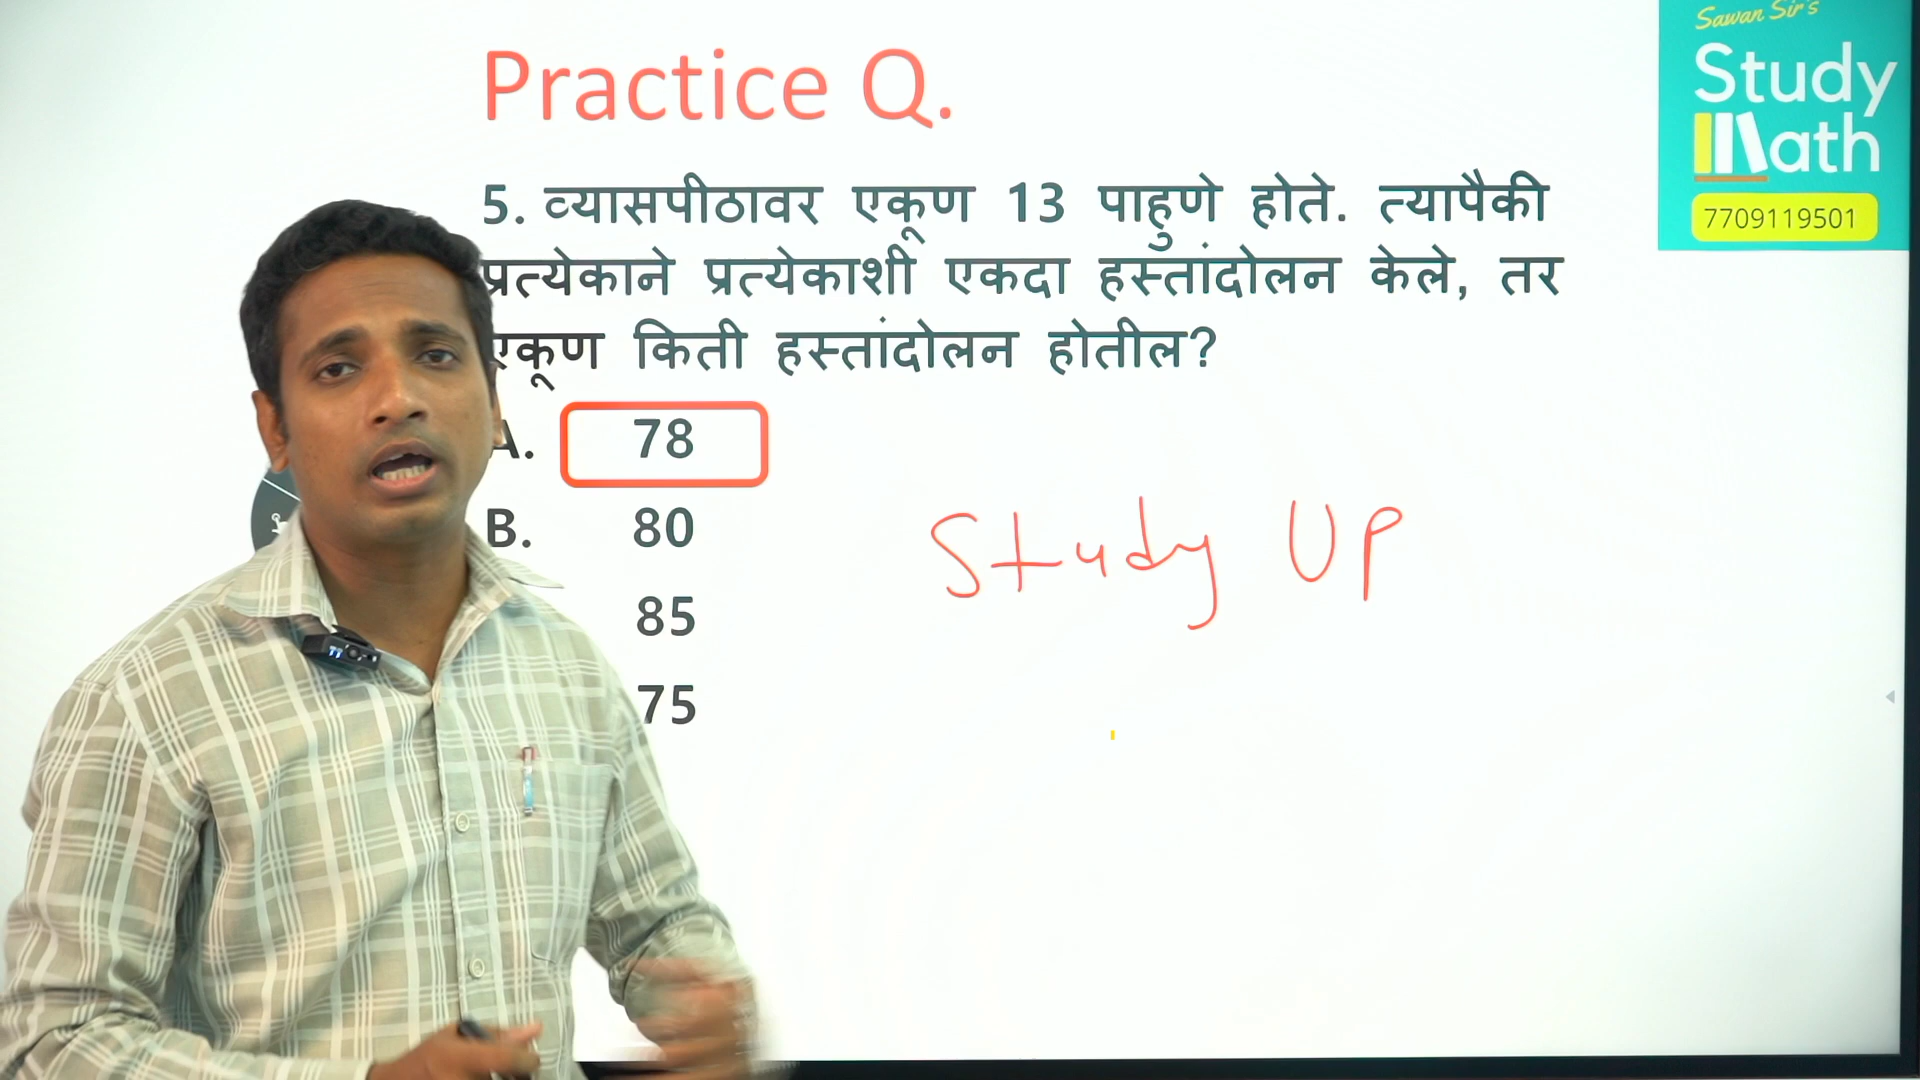 Sawan Sir's
Study
Math
7709119501
Practice Q.
5. व्यासपीठावर एकूण 13 पाहुणे होते. त्यापैकी
प्रत्येकाने प्रत्येकाशी एकदा हस्तांदोलन केले, तर
एकूण किती हस्तांदोलन होतील?
A. 78
B. 80
85
75
Study UP